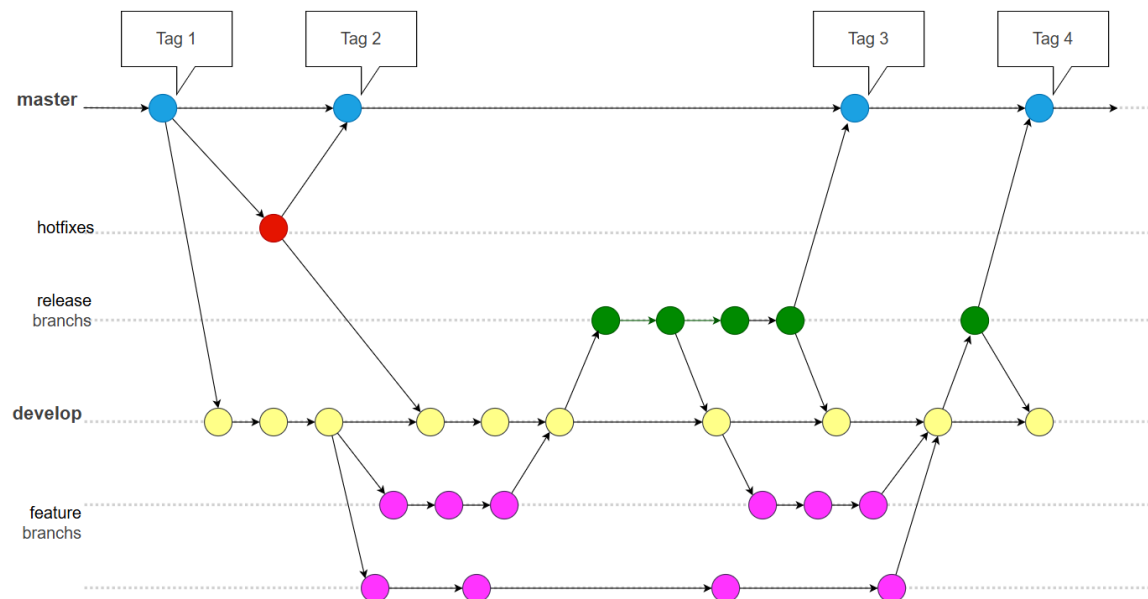 Tag 1
Tag 2
Tag 3
Tag 4
master
hotfixes
release
branchs
develop
feature
branchs